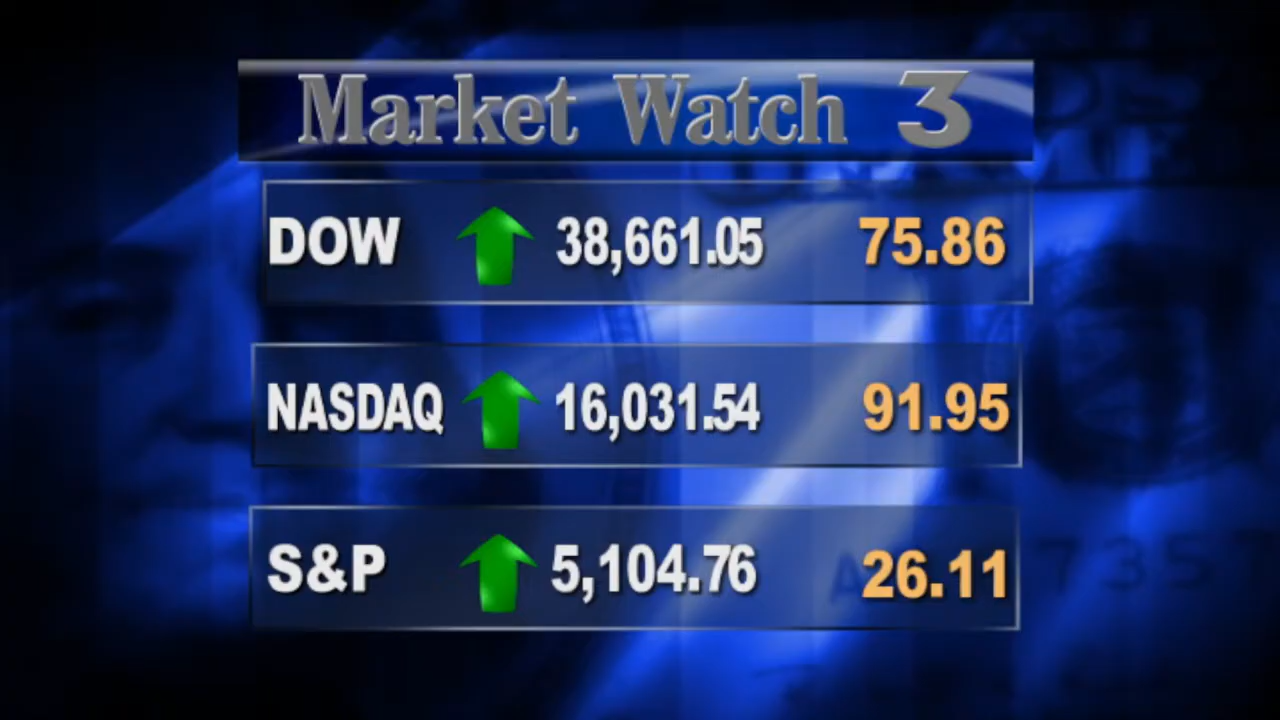 Market Watch 3
DOW 38,661.05 75.86
NASDAQ 16,031.54 91.95
S&P 5,104.76 26.11